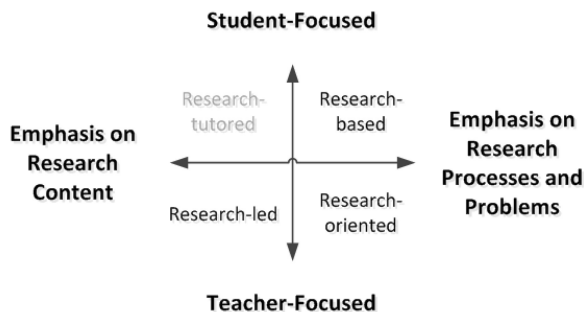 Student-Focused
Research-
tutored
Research-
based
Emphasis on
Research
Content
Emphasis on
Research
Processes and
Problems
Research-led
Research-
oriented
Teacher-Focused